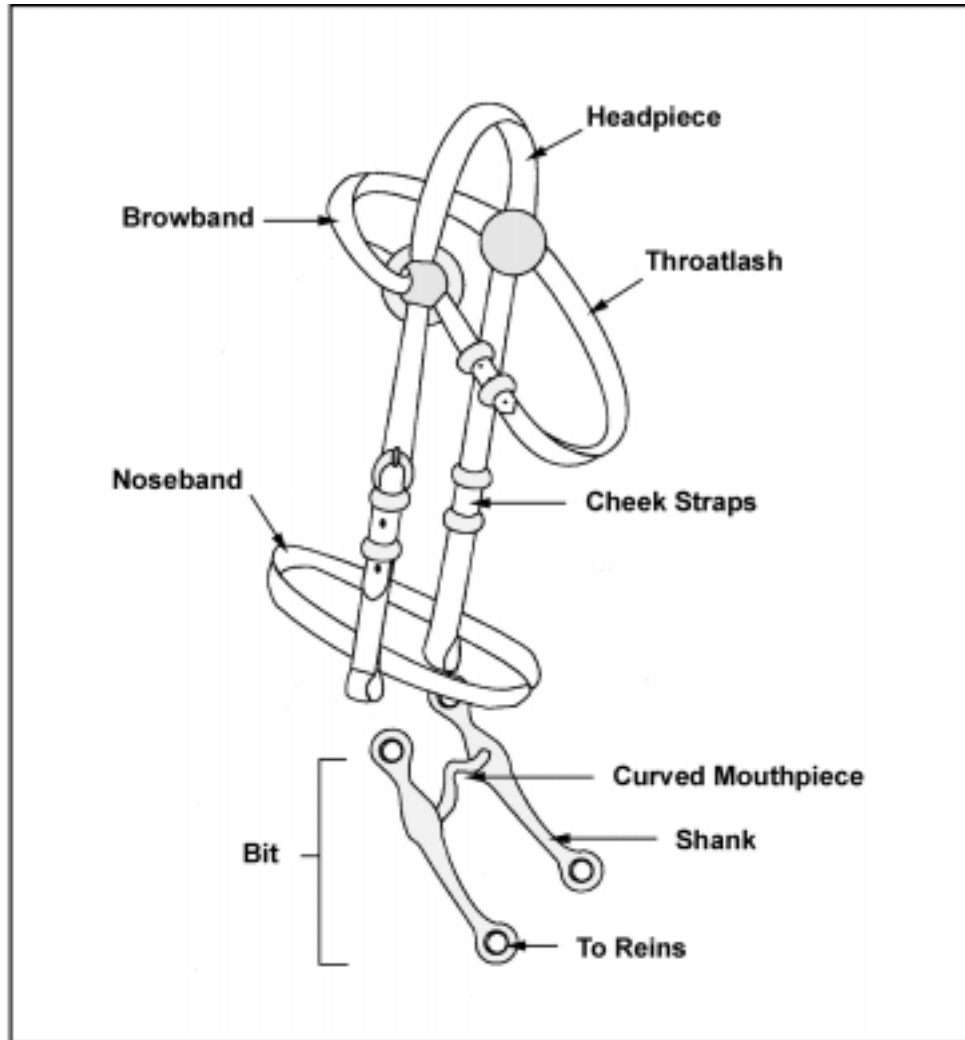 Headpiece
Browband
Throatlash
Noseband
Cheek Straps
Curved Mouthpiece
Shank
Bit
To Reins